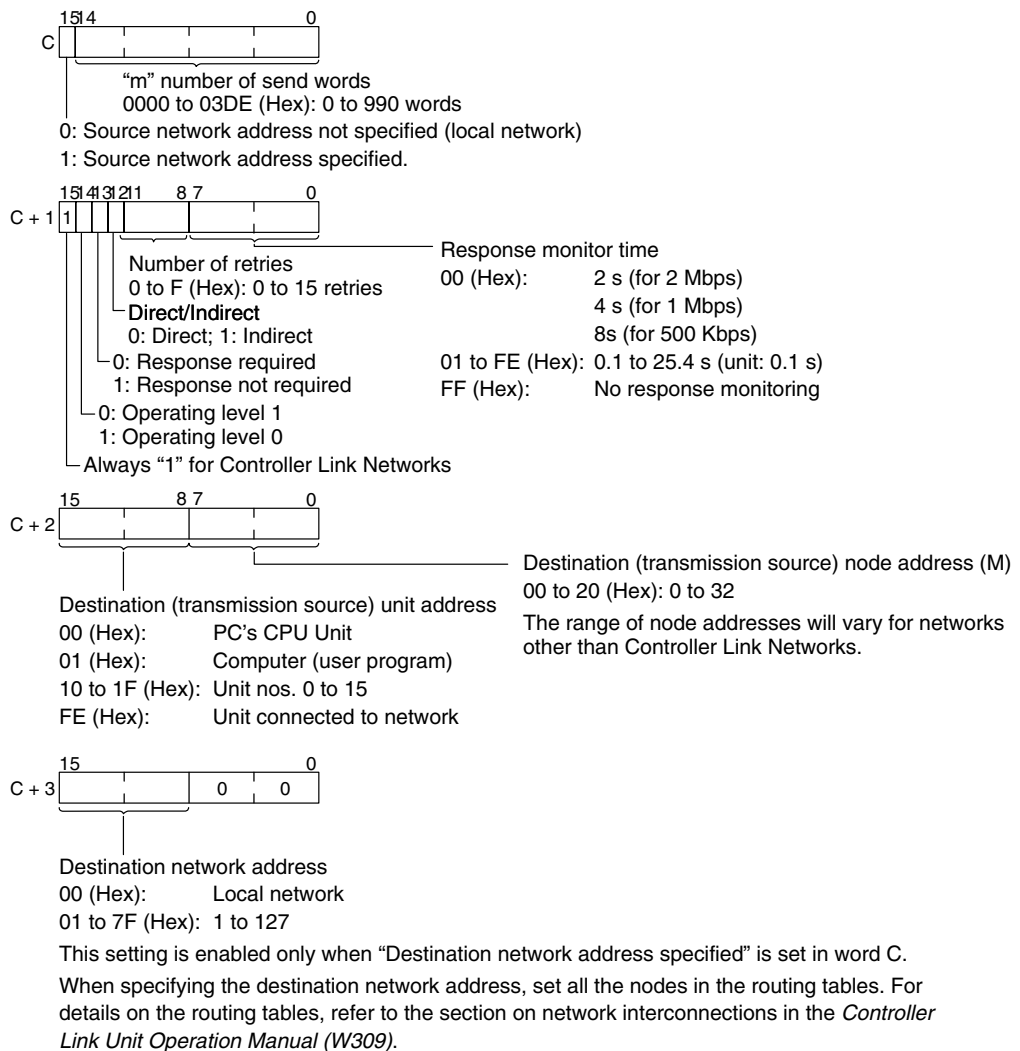 1514 0
C
“m” number of send words
0000 to 03DE (Hex): 0 to 990 words
0: Source network address not specified (local network)
1: Source network address specified.
1514131211 8 7 0
C + 1 1
Response monitor time
00 (Hex): 2 s (for 2 Mbps)
4 s (for 1 Mbps)
8s (for 500 Kbps)
01 to FE (Hex): 0.1 to 25.4 s (unit: 0.1 s)
FF (Hex): No response monitoring
Number of retries
0 to F (Hex): 0 to 15 retries
Direct/Indirect
0: Direct; 1: Indirect
0: Response required
1: Response not required
0: Operating level 1
1: Operating level 0
Always “1” for Controller Link Networks
15 8 7 0
C + 2
Destination (transmission source) node address (M)
00 to 20 (Hex): 0 to 32
The range of node addresses will vary for networks
other than Controller Link Networks.
Destination (transmission source) unit address
00 (Hex): PC’s CPU Unit
01 (Hex): Computer (user program)
10 to 1F (Hex): Unit nos. 0 to 15
FE (Hex): Unit connected to network
15 0
C + 3 0 0
Destination network address
00 (Hex): Local network
01 to 7F (Hex): 1 to 127
This setting is enabled only when “Destination network address specified” is set in word C.
When specifying the destination network address, set all the nodes in the routing tables. For
details on the routing tables, refer to the section on network interconnections in the Controller
Link Unit Operation Manual (W309).